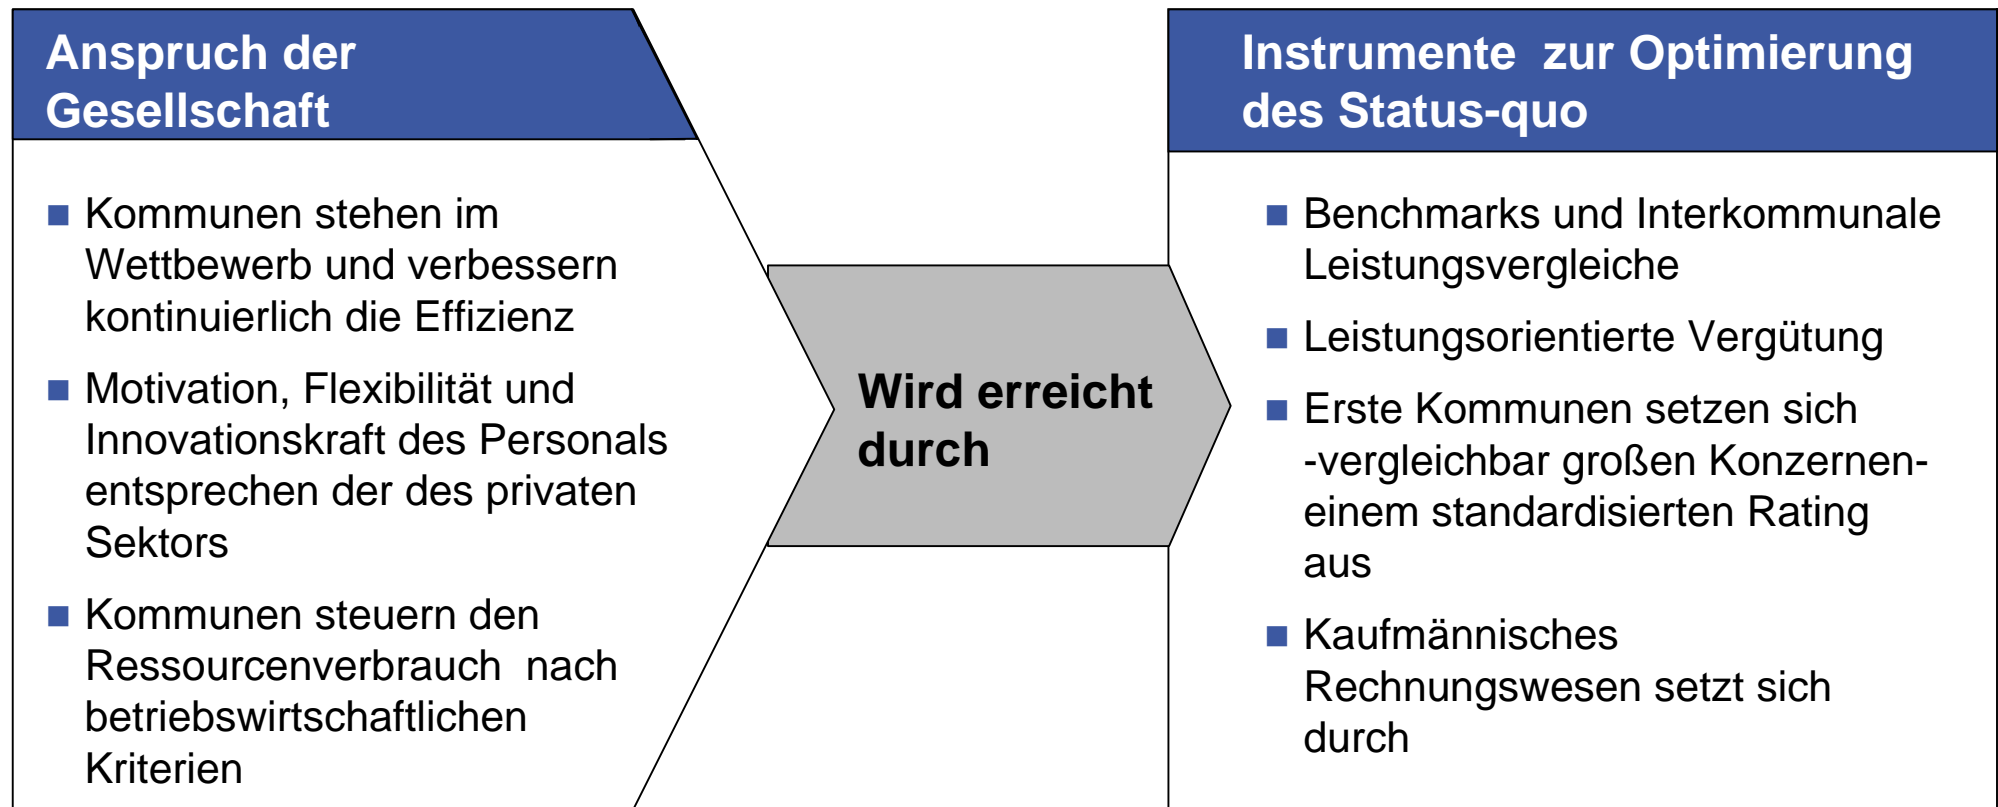 Anspruch der
Gesellschaft
Kommunen stehen im
Wettbewerb und verbessern
kontinuierlich die Effizienz
Motivation, Flexibilität und
Innovationskraft des Personals
entsprechen der des privaten
Sektors
Kommunen steuern den
Ressourcenverbrauch  nach
betriebswirtschaftlichen
Kriterien
Wird erreicht
durch
Instrumente  zur Optimierung
des Status-quo
Benchmarks und Interkommunale
Leistungsvergleiche
Leistungsorientierte Vergütung
Erste Kommunen setzen sich
-vergleichbar großen Konzernen-
einem standardisierten Rating
aus
Kaufmännisches
Rechnungswesen setzt sich
durch